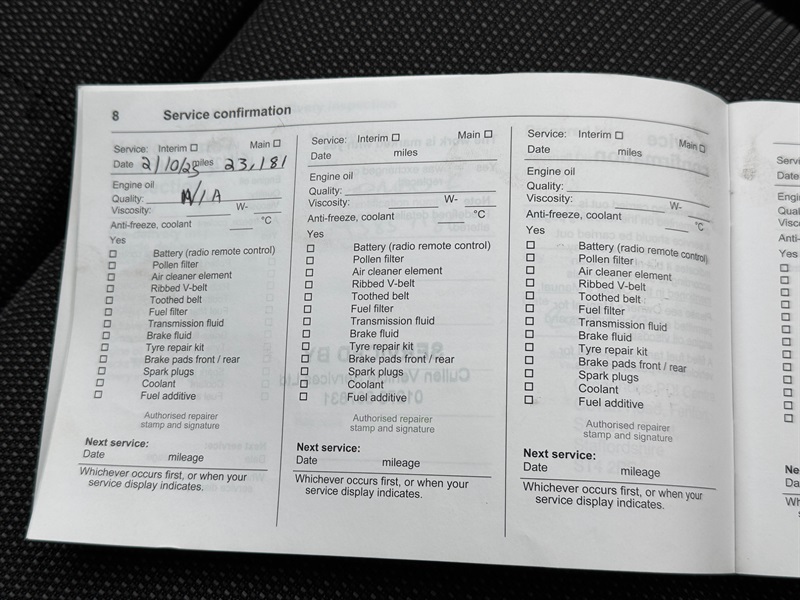 8 Service confirmation
Service: Interim ☐ Main ☐
Date 2/10/23 miles 23,181
Engine oil
Quality: N/A
Viscosity: W-
Anti-freeze, coolant °C
Yes
☐ Battery (radio remote control)
☐ Pollen filter
☐ Air cleaner element
☐ Ribbed V-belt
☐ Toothed belt
☐ Fuel filter
☐ Transmission fluid
☐ Brake fluid
☐ Tyre repair kit
☐ Brake pads front / rear
☐ Spark plugs
☐ Coolant
☐ Fuel additive
Authorised repairer
stamp and signature
Next service:
Date mileage
Whichever occurs first, or when your
service display indicates.
Service: Interim ☐ Main ☐
Date miles
Engine oil
Quality:
Viscosity: W-
Anti-freeze, coolant °C
Yes
☐ Battery (radio remote control)
☐ Pollen filter
☐ Air cleaner element
☐ Ribbed V-belt
☐ Toothed belt
☐ Fuel filter
☐ Transmission fluid
☐ Brake fluid
☐ Tyre repair kit
☐ Brake pads front / rear
☐ Spark plugs
☐ Coolant
☐ Fuel additive
Authorised repairer
stamp and signature
Next service:
Date mileage
Whichever occurs first, or when your
service display indicates.
Service: Interim ☐ Main ☐
Date miles
Engine oil
Quality:
Viscosity: W-
Anti-freeze, coolant °C
Yes
☐ Battery (radio remote control)
☐ Pollen filter
☐ Air cleaner element
☐ Ribbed V-belt
☐ Toothed belt
☐ Fuel filter
☐ Transmission fluid
☐ Brake fluid
☐ Tyre repair kit
☐ Brake pads front / rear
☐ Spark plugs
☐ Coolant
☐ Fuel additive
Authorised repairer
stamp and signature
Next service:
Date mileage
Whichever occurs first, or when your
service display indicates.
Date
Yes